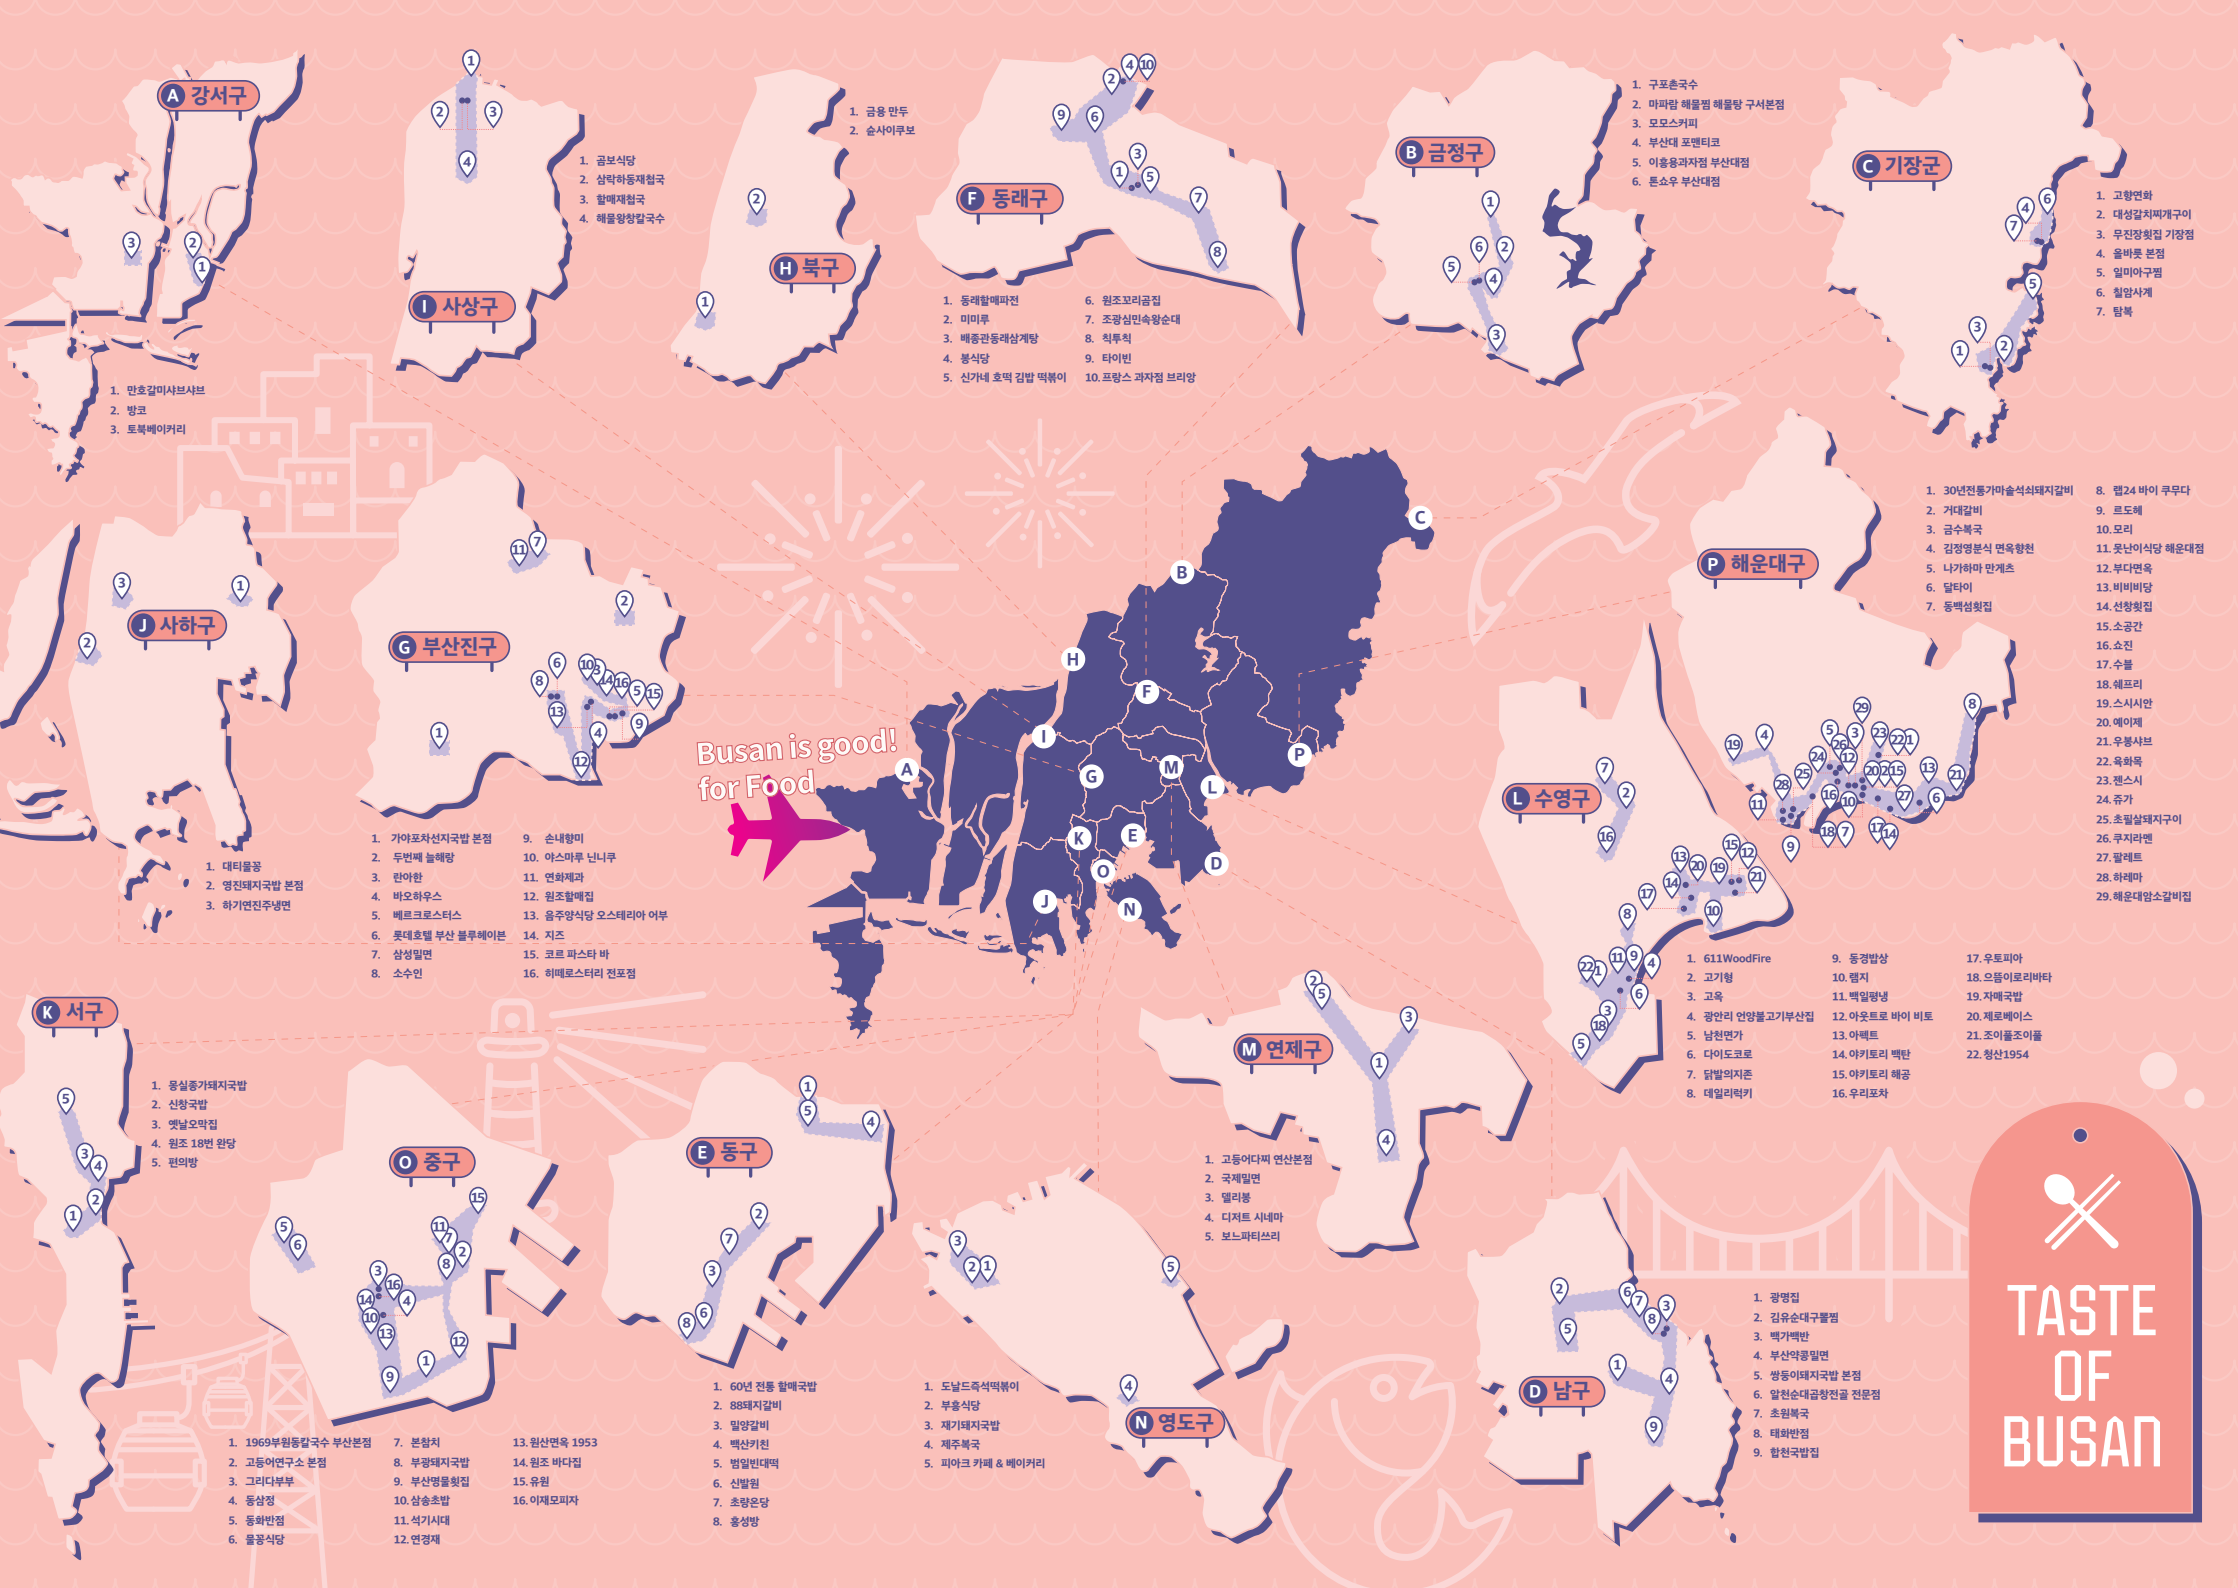 A 강서구
1. 만호갈미샤브샤브
2. 방코
3. 토북베이커리
I 사상구
1. 곰보식당
2. 삼락하동재첩국
3. 할매재첩국
4. 해물왕창칼국수
H 북구
1. 금용 만두
2. 숟사이쿠보
F 동래구
1. 동래할매파전
2. 미미루
3. 배종관동래삼계탕
4. 봉식당
5. 신가네 호떡 김밥 떡볶이
6. 원조꼬리곰집
7. 조광심민속왕순대
8. 칙투칙
9. 타이빈
10. 프랑스 과자점 브리앙
B 금정구
1. 구포촌국수
2. 마파람 해물찜 해물탕 구서본점
3. 모모스커피
4. 부산대 포맨티코
5. 이흥용과자점 부산대점
6. 톤쇼우 부산대점
C 기장군
1. 고향연화
2. 대성갈치찌개구이
3. 무진장횟집 기장점
4. 올바릇 본점
5. 일미아구찜
6. 칠암사계
7. 탐복
J 사하구
1. 대티물꽁
2. 영진돼지국밥 본점
3. 하기연진주냉면
G 부산진구
1. 가야포차선지국밥 본점
2. 두번째 늘해랑
3. 란아한
4. 바오하우스
5. 베르크로스터스
6. 롯데호텔 부산 블루헤이븐
7. 삼성밀면
8. 소수인
9. 손내향미
10. 야스마루 닌니쿠
11. 연화제과
12. 원조할매집
13. 음주양식당 오스테리아 어부
14. 지즈
15. 코르 파스타 바
16. 히떼로스터리 전포점
Busan is good!
for Food
A
B
C
D
E
F
G
H
I
J
K
L
M
N
O
P
P 해운대구
1. 30년전통가마솥석쇠돼지갈비
2. 거대갈비
3. 금수복국
4. 김정영분식 면옥향천
5. 나가하마 만게츠
6. 달타이
7. 동백섬횟집
8. 랩24 바이 쿠무다
9. 르도헤
10. 모리
11. 못난이식당 해운대점
12. 부다면옥
13. 비비비당
14. 선창횟집
15. 소공간
16. 쇼진
17. 수블
18. 쉐프리
19. 스시시안
20. 예이제
21. 우봉샤브
22. 육화목
23. 젠스시
24. 쥬가
25. 초필살돼지구이
26. 쿠지라멘
27. 팔레트
28. 하레마
29. 해운대암소갈비집
L 수영구
1. 611WoodFire
2. 고기형
3. 고옥
4. 광안리 언양불고기부산집
5. 남천면가
6. 다이도코로
7. 닭발의지존
8. 데일리럭키
9. 동경밥상
10. 램지
11. 백일평냉
12. 아웃트로 바이 비토
13. 아펙트
14. 야키토리 백탄
15. 야키토리 해공
16. 우리포차
17. 우토피아
18. 으뜸이로리바타
19. 자매국밥
20. 제로베이스
21. 조이풀조이풀
22. 청산1954
K 서구
1. 몽실종가돼지국밥
2. 신창국밥
3. 옛날오막집
4. 원조 18번 완당
5. 편의방
O 중구
1. 1969부원동칼국수 부산본점
2. 고등어연구소 본점
3. 그리다부부
4. 동삼정
5. 동화반점
6. 물꽁식당
7. 본참치
8. 부광돼지국밥
9. 부산명물횟집
10. 삼송초밥
11. 석기시대
12. 연경재
13. 원산면옥 1953
14. 원조 바다집
15. 유원
16. 이재모피자
E 동구
1. 60년 전통 할매국밥
2. 88돼지갈비
3. 밀양갈비
4. 백산키친
5. 범일빈대떡
6. 신발원
7. 초량온당
8. 홍성방
N 영도구
1. 도날드즉석떡볶이
2. 부흥식당
3. 재기돼지국밥
4. 제주복국
5. 피아크 카페 & 베이커리
M 연제구
1. 고등어다찌 연산본점
2. 국제밀면
3. 델리봉
4. 디저트 시네마
5. 보느파티쓰리
D 남구
1. 광명집
2. 김유순대구뽈찜
3. 백가백반
4. 부산약콩밀면
5. 쌍둥이돼지국밥 본점
6. 알천순대곱창전골 전문점
7. 초원복국
8. 태화반점
9. 합천국밥집
TASTE
OF
BUSAN